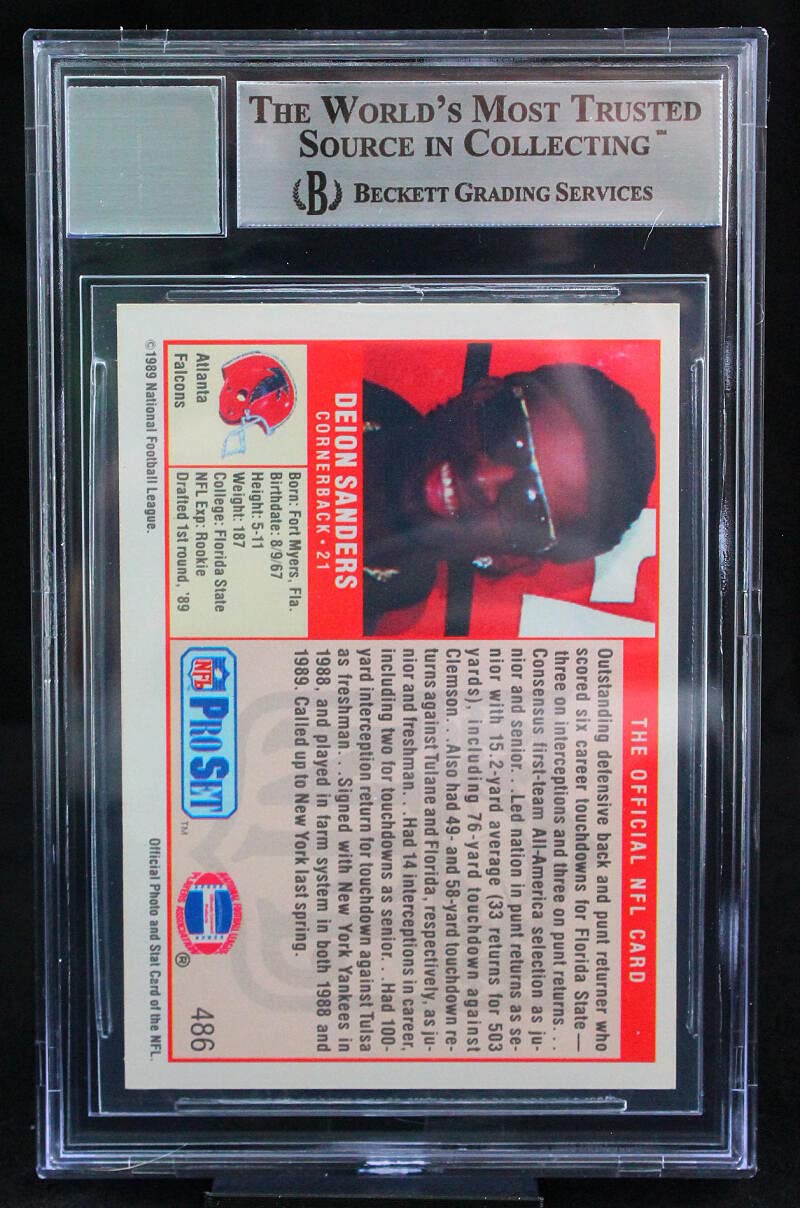 THE WORLD'S MOST TRUSTED
SOURCE IN COLLECTING™
B BECKETT GRADING SERVICES
THE OFFICIAL NFL CARD
DEION SANDERS
CORNERBACK • 21
Atlanta
Falcons
Born: Fort Myers, Fla.
Birthdate: 8/9/67
Height: 5-11
Weight: 187
College: Florida State
NFL Exp: Rookie
Drafted 1st round, '89
Outstanding defensive back and punt returner who
scored six career touchdowns for Florida State—
three on interceptions and three on punt returns. . .
Consensus first-team All-America selection as ju-
nior and senior. . .Led nation in punt returns as se-
nior with 15.2-yard average (33 returns for 503
yards), including 76-yard touchdown against
Clemson. . .Also had 49- and 58-yard touchdown re-
turns against Tulane and Florida, respectively, as ju-
nior and freshman. . .Had 14 interceptions in career,
including two for touchdowns as senior. . .Had 100-
yard interception return for touchdown against Tulsa
as freshman. . .Signed with New York Yankees in
1988, and played in farm system in both 1988 and
1989. Called up to New York last spring.
NFL PRO SET™
®
486
©1989 National Football League.
Official Photo and Stat Card of the NFL.